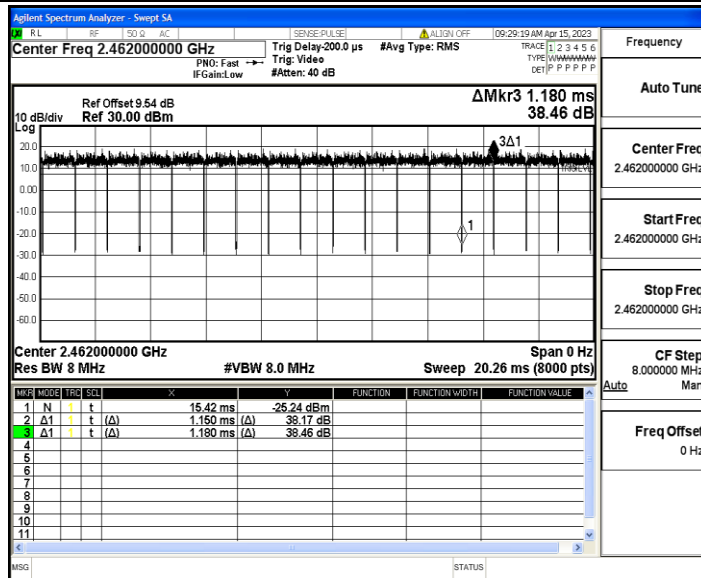 Agilent Spectrum Analyzer - Swept SA
RL RF 50 Ω AC SENSE:PULSE ALIGN OFF 09:29:19 AM Apr 15, 2023
Center Freq 2.462000000 GHz
PNO: Fast
IFGain:Low
Trig Delay-200.0 µs
Trig: Video
#Atten: 40 dB
#Avg Type: RMS
TRACE 1 2 3 4 5 6
TYPE
DET P P P P P P
Ref Offset 9.54 dB
10 dB/div Ref 30.00 dBm
Log
ΔMkr3 1.180 ms
38.46 dB
20.0
10.0
0.00
-10.0
-20.0
-30.0
-40.0
-50.0
-60.0
3Δ1
1
Center 2.462000000 GHz Span 0 Hz
Res BW 8 MHz #VBW 8.0 MHz Sweep 20.26 ms (8000 pts)
MKR MODE TRC SCL X Y FUNCTION FUNCTION WIDTH FUNCTION VALUE
1 N 1 t 15.42 ms -25.24 dBm
2 Δ1 1 t (Δ) 1.150 ms (Δ) 38.17 dB
3 Δ1 1 t (Δ) 1.180 ms (Δ) 38.46 dB
4
5
6
7
8
9
10
11
MSG STATUS
Frequency
Auto Tune
Center Freq
2.462000000 GHz
Start Freq
2.462000000 GHz
Stop Freq
2.462000000 GHz
CF Step
8.000000 MHz
Auto Man
Freq Offset
0 Hz